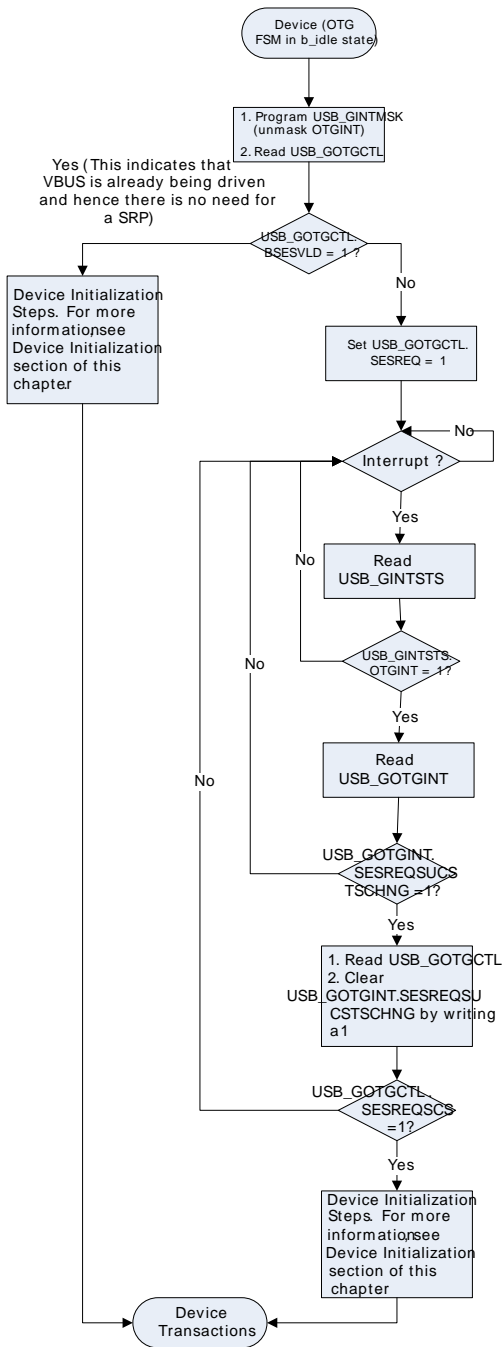 Device (OTG
FSM in b_idle state)
1. Program USB_GINTMSK
(unmask OTGINT)
2. Read USB_GOTGCTL
Yes (This indicates that
VBUS is already being driven
and hence there is no need for
a SRP)
USB_GOTGCTL.
BSESVLD = 1 ?
No
Device Initialization
Steps. For more
information, see
Device Initialization
section of this
chapter.
Set USB_GOTGCTL.
SESREQ = 1
No
Interrupt ?
Yes
Read
USB_GINTSTS
No
USB_GINTSTS.
OTGINT = 1?
No
Yes
Read
USB_GOTGINT
No
USB_GOTGINT.
SESREQSUCS
TSCHNG =1?
Yes
1. Read USB_GOTGCTL
2. Clear
USB_GOTGINT.SESREQSU
CSTSCHNG by writing
a 1
USB_GOTGCTL.
SESREQSCS
=1?
Yes
Device Initialization
Steps. For more
information, see
Device Initialization
section of this
chapter
Device
Transactions